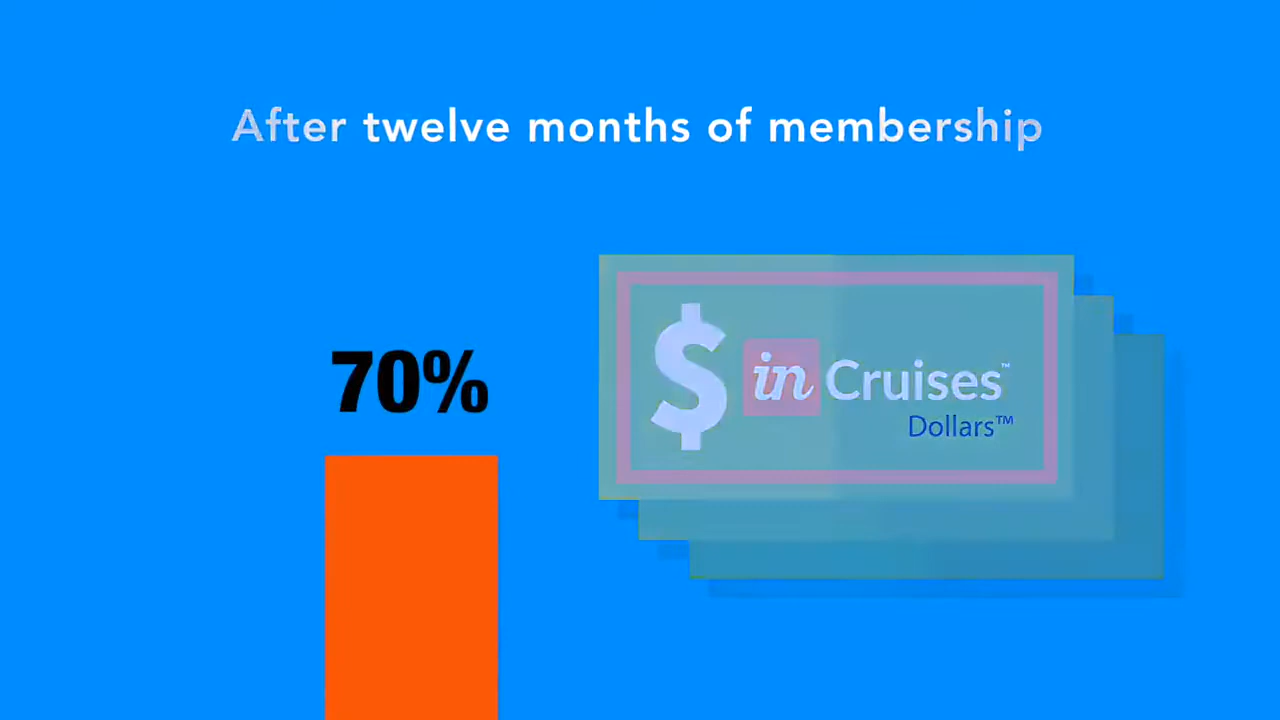 After twelve months of membership
70%
$ in Cruises™
Dollars™